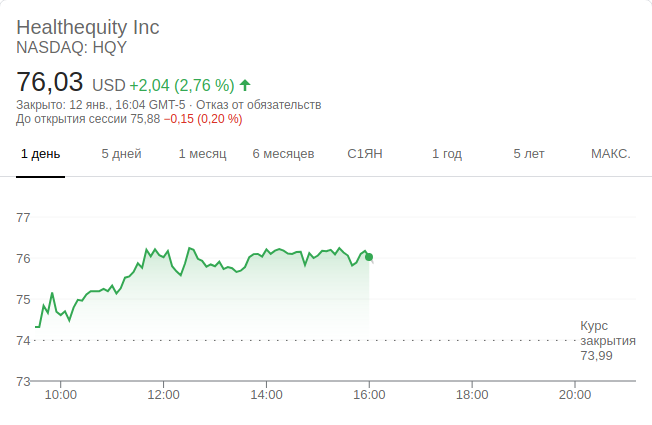 Healthequity Inc
NASDAQ: HQY
76,03 USD +2,04 (2,76 %)
Закрыто: 12 янв., 16:04 GMT-5 · Отказ от обязательств
До открытия сессии 75,88 −0,15 (0,20 %)
1 день 5 дней 1 месяц 6 месяцев С1ЯН 1 год 5 лет МАКС.
77
76
75
74
73
Курс
закрытия
73,99
10:00 12:00 14:00 16:00 18:00 20:00